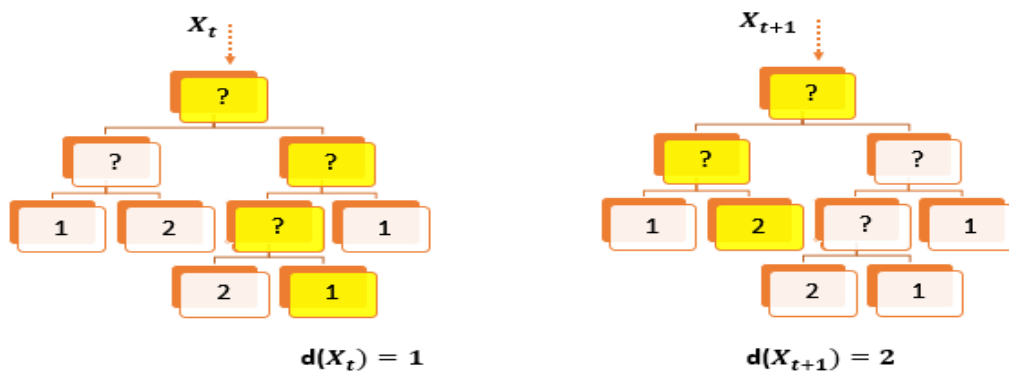 X_t X_{t+1}
? ?
? ? ? ?
1 2 ? 1 1 2 ? 1
2 1 2 1
d(X_t) = 1 d(X_{t+1}) = 2